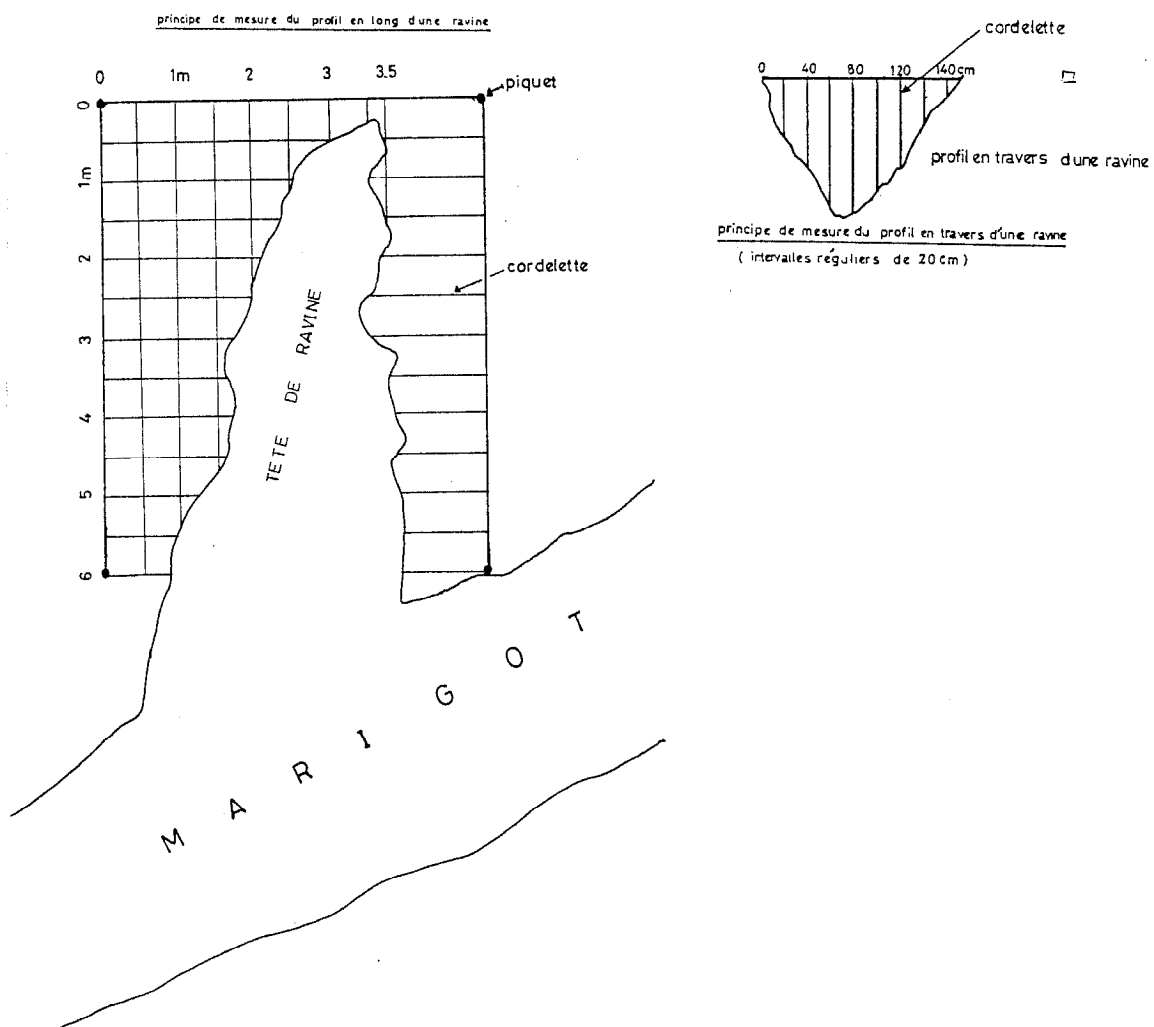 principe de mesure du profil en long d'une ravine
0 1m 2 3 3.5
piquet
0
1m
2
3
4
5
6
cordelette
TETE DE RAVINE
MARIGOT
cordelette
0 40 80 120 140cm
profil en travers d'une ravine
principe de mesure du profil en travers d'une ravine
( intervalles réguliers de 20 cm )